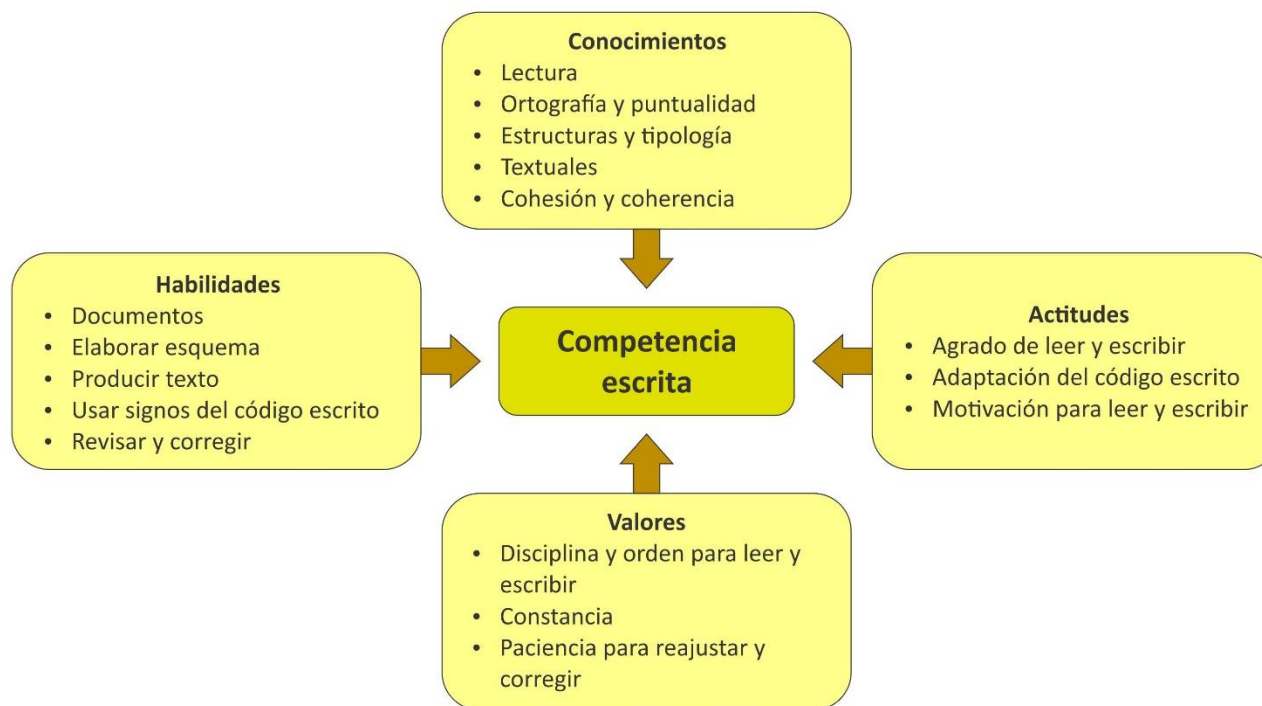 Conocimientos
• Lectura
• Ortografía y puntualidad
• Estructuras y tipología
• Textuales
• Cohesión y coherencia
Habilidades
• Documentos
• Elaborar esquema
• Producir texto
• Usar signos del código escrito
• Revisar y corregir
Competencia
escrita
Actitudes
• Agrado de leer y escribir
• Adaptación del código escrito
• Motivación para leer y escribir
Valores
• Disciplina y orden para leer y
escribir
• Constancia
• Paciencia para reajustar y
corregir